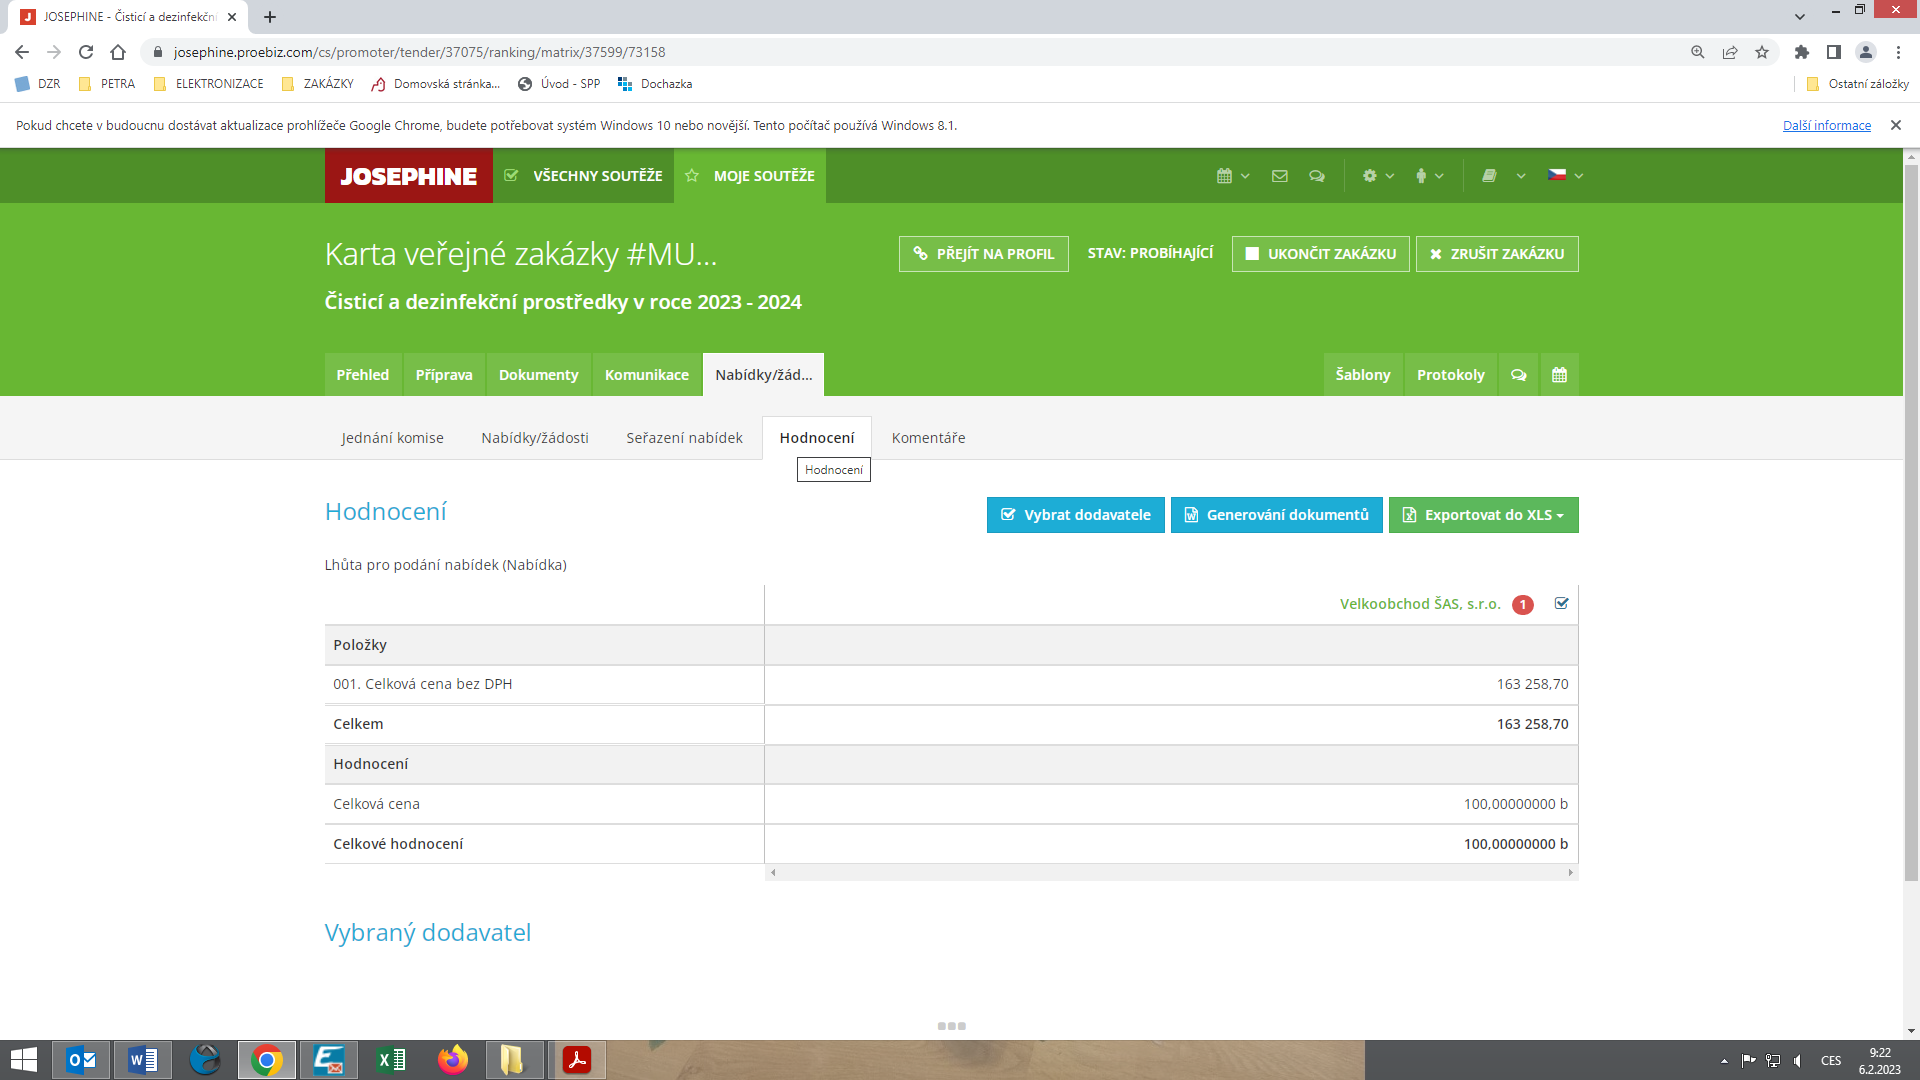 JOSEPHINE - Čisticí a dezinfekčn
josephine.proebiz.com/cs/promoter/tender/37075/ranking/matrix/37599/73158
DZR PETRA ELEKTRONIZACE ZAKÁZKY Domovská stránka... Úvod - SPP Dochazka Ostatní záložky
Pokud chcete v budoucnu dostávat aktualizace prohlížeče Google Chrome, budete potřebovat systém Windows 10 nebo novější. Tento počítač používá Windows 8.1. Další informace
JOSEPHINE VŠECHNY SOUTĚŽE MOJE SOUTĚŽE
Karta veřejné zakázky #MU... PŘEJÍT NA PROFIL STAV: PROBÍHAJÍCÍ UKONČIT ZAKÁZKU ZRUŠIT ZAKÁZKU
Čisticí a dezinfekční prostředky v roce 2023 - 2024
Přehled Příprava Dokumenty Komunikace Nabídky/žád... Šablony Protokoly
Jednání komise Nabídky/žádosti Seřazení nabídek Hodnocení Komentáře
Hodnocení
Hodnocení Vybrat dodavatele Generování dokumentů Exportovat do XLS
Lhůta pro podání nabídek (Nabídka)
Velkoobchod ŠAS, s.r.o. 1
Položky
001. Celková cena bez DPH 163 258,70
Celkem 163 258,70
Hodnocení
Celková cena 100,00000000 b
Celkové hodnocení 100,00000000 b
Vybraný dodavatel
CES 9:22
6.2.2023